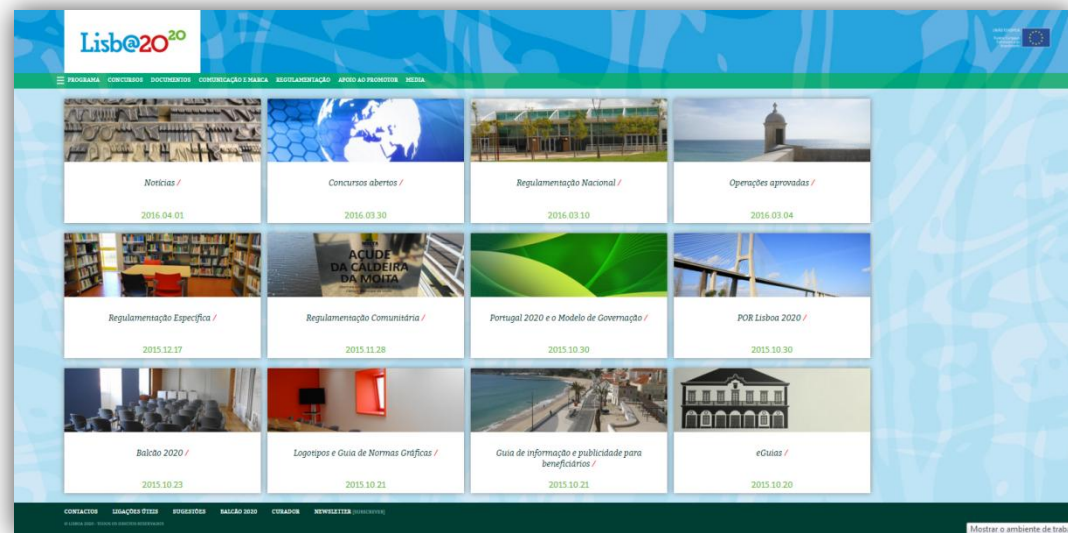 Lisb@20²⁰
PROGRAMA CONCURSOS DOCUMENTOS COMUNICAÇÃO E MARCA REGULAMENTAÇÃO APOIO AO PROMOTOR MEDIA
Notícias /
2016.04.01
Concursos abertos /
2016.03.30
Regulamentação Nacional /
2016.03.10
Operações aprovadas /
2016.03.04
AÇUDE
DA CALDEIRA
DA MOITA
Regulamentação Específica /
2015.12.17
Regulamentação Comunitária /
2015.11.28
Portugal 2020 e o Modelo de Governação /
2015.10.30
POR Lisboa 2020 /
2015.10.30
Balcão 2020 /
2015.10.23
Logotipos e Guia de Normas Gráficas /
2015.10.21
Guia de informação e publicidade para
beneficiários /
2015.10.21
eGuias /
2015.10.20
CONTACTOS LIGAÇÕES ÚTEIS SUGESTÕES BALCÃO 2020 CURADOR NEWSLETTER [SUBSCREVER]
Mostrar o ambiente de trab